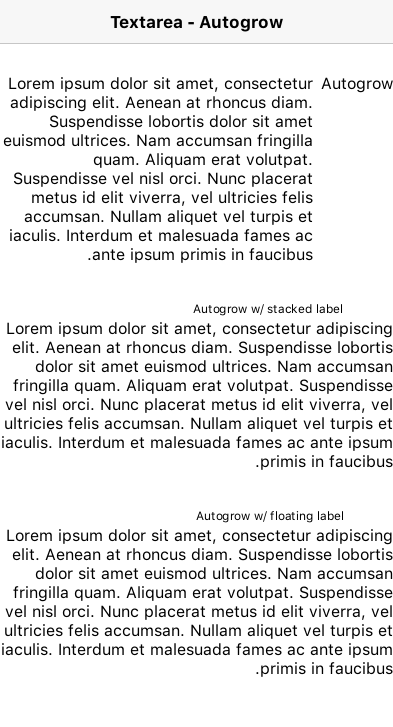 Textarea - Autogrow
Autogrow
Lorem ipsum dolor sit amet, consectetur
adipiscing elit. Aenean at rhoncus diam.
Suspendisse lobortis dolor sit amet
euismod ultrices. Nam accumsan fringilla
quam. Aliquam erat volutpat.
Suspendisse vel nisl orci. Nunc placerat
metus id elit viverra, vel ultricies felis
accumsan. Nullam aliquet vel turpis et
iaculis. Interdum et malesuada fames ac
.ante ipsum primis in faucibus
Autogrow w/ stacked label
Lorem ipsum dolor sit amet, consectetur adipiscing
elit. Aenean at rhoncus diam. Suspendisse lobortis
dolor sit amet euismod ultrices. Nam accumsan
fringilla quam. Aliquam erat volutpat. Suspendisse
vel nisl orci. Nunc placerat metus id elit viverra, vel
ultricies felis accumsan. Nullam aliquet vel turpis et
iaculis. Interdum et malesuada fames ac ante ipsum
.primis in faucibus
Autogrow w/ floating label
Lorem ipsum dolor sit amet, consectetur adipiscing
elit. Aenean at rhoncus diam. Suspendisse lobortis
dolor sit amet euismod ultrices. Nam accumsan
fringilla quam. Aliquam erat volutpat. Suspendisse
vel nisl orci. Nunc placerat metus id elit viverra, vel
ultricies felis accumsan. Nullam aliquet vel turpis et
iaculis. Interdum et malesuada fames ac ante ipsum
.primis in faucibus